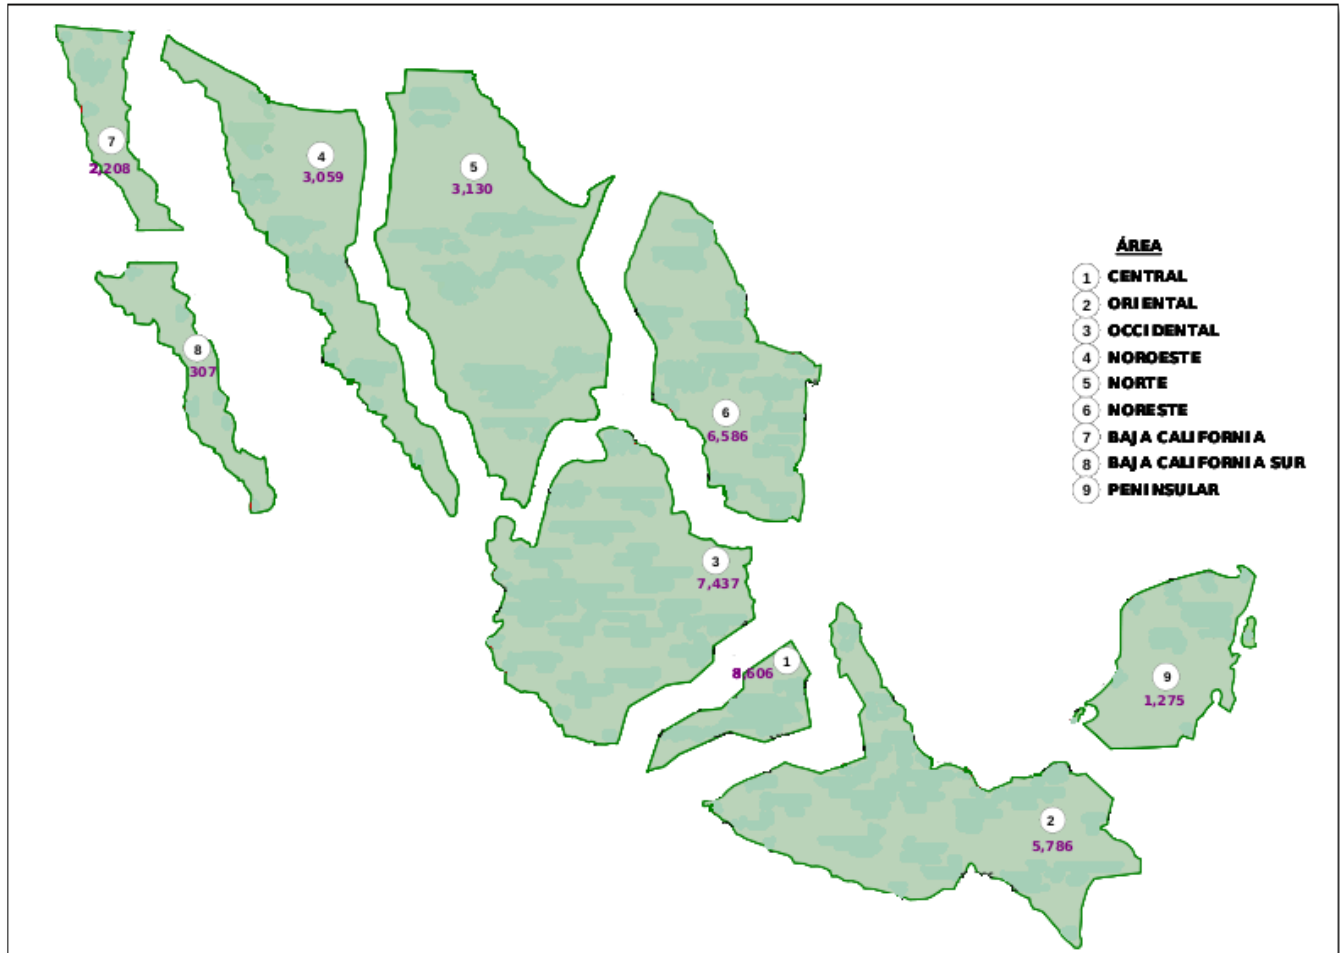 7
2,208
4
3,059
5
3,130
8
307
6
6,586
3
7,437
1
8,606
9
1,275
2
5,786
ÁREA
1 CENTRAL
2 ORIENTAL
3 OCCIDENTAL
4 NOROESTE
5 NORTE
6 NORESTE
7 BAJA CALIFORNIA
8 BAJA CALIFORNIA SUR
9 PENINSULAR